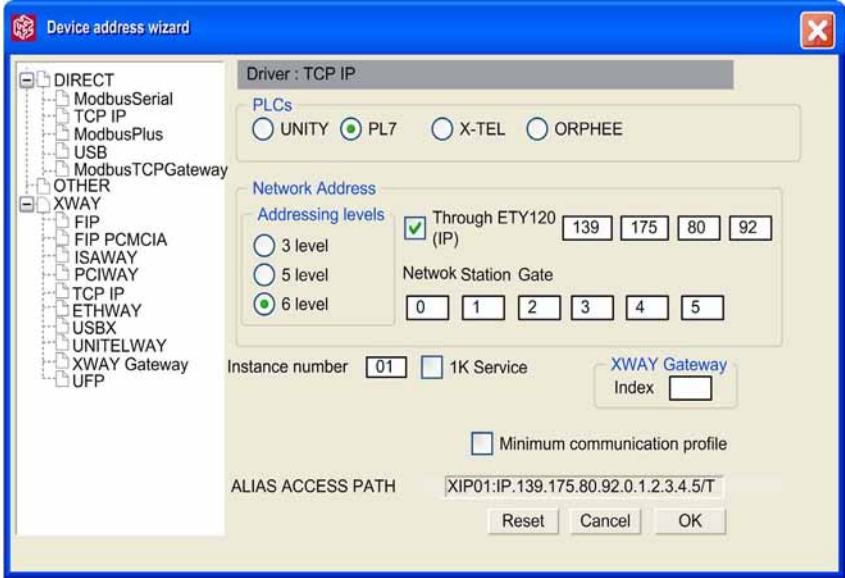 Device address wizard
DIRECT
ModbusSerial
TCP IP
ModbusPlus
USB
ModbusTCPGateway
OTHER
XWAY
FIP
FIP PCMCIA
ISAWAY
PCIWAY
TCP IP
ETHWAY
USBX
UNITELWAY
XWAY Gateway
UFP
Driver : TCP IP
PLCs
UNITY PL7 X-TEL ORPHEE
Network Address
Addressing levels
3 level
5 level
6 level
Through ETY120
(IP)
139 175 80 92
Netwok Station Gate
0 1 2 3 4 5
Instance number 01 1K Service
XWAY Gateway
Index
Minimum communication profile
ALIAS ACCESS PATH XIP01:IP.139.175.80.92.0.1.2.3.4.5/T
Reset Cancel OK